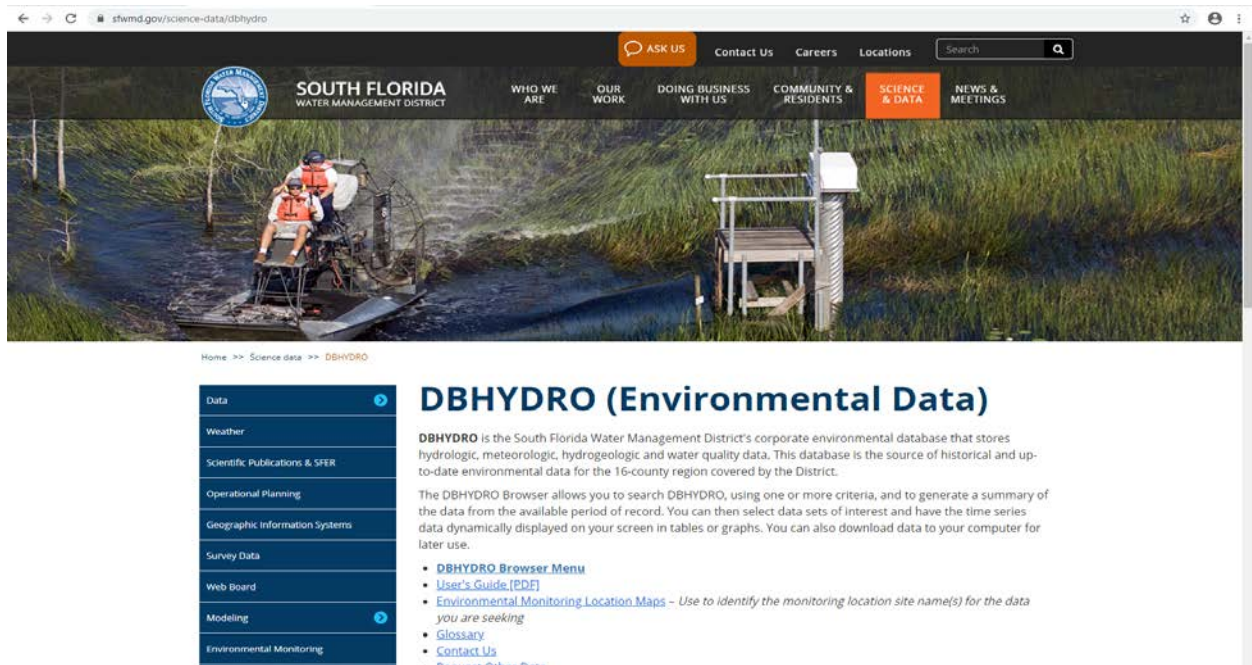 sfwmd.gov/science-data/dbhydro
ASK US Contact Us Careers Locations Search
SOUTH FLORIDA
WATER MANAGEMENT DISTRICT
WHO WE ARE
OUR WORK
DOING BUSINESS WITH US
COMMUNITY & RESIDENTS
SCIENCE & DATA
NEWS & MEETINGS
Home >> Science data >> DBHYDRO
Data
Weather
Scientific Publications & SFER
Operational Planning
Geographic Information Systems
Survey Data
Web Board
Modeling
Environmental Monitoring
DBHYDRO (Environmental Data)
DBHYDRO is the South Florida Water Management District's corporate environmental database that stores
hydrologic, meteorologic, hydrogeologic and water quality data. This database is the source of historical and up-
to-date environmental data for the 16-county region covered by the District.
The DBHYDRO Browser allows you to search DBHYDRO, using one or more criteria, and to generate a summary of
the data from the available period of record. You can then select data sets of interest and have the time series
data dynamically displayed on your screen in tables or graphs. You can also download data to your computer for
later use.
• DBHYDRO Browser Menu
• User's Guide [PDF]
• Environmental Monitoring Location Maps – Use to identify the monitoring location site name(s) for the data
you are seeking
• Glossary
• Contact Us